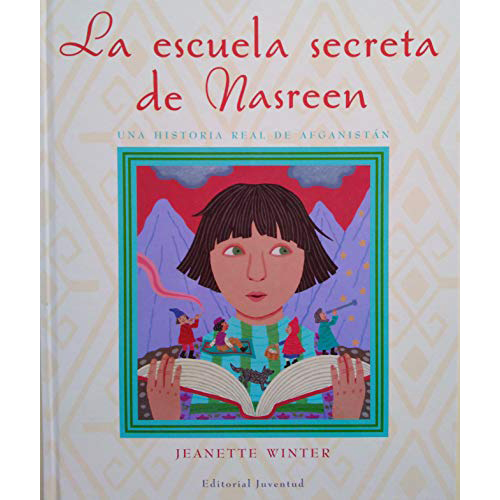 La escuela secreta
de Nasreen
UNA HISTORIA REAL DE AFGANISTÁN
JEANETTE WINTER
Editorial Juventud